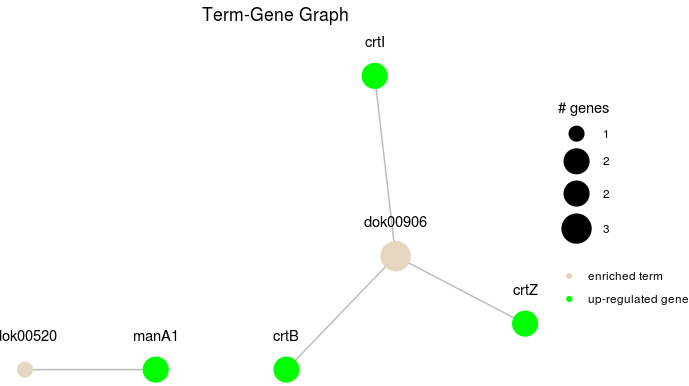 Term-Gene Graph
crtI
# genes
1
2
2
3
dok00906
enriched term
crtZ
up-regulated gene
dok00520
manA1
crtB